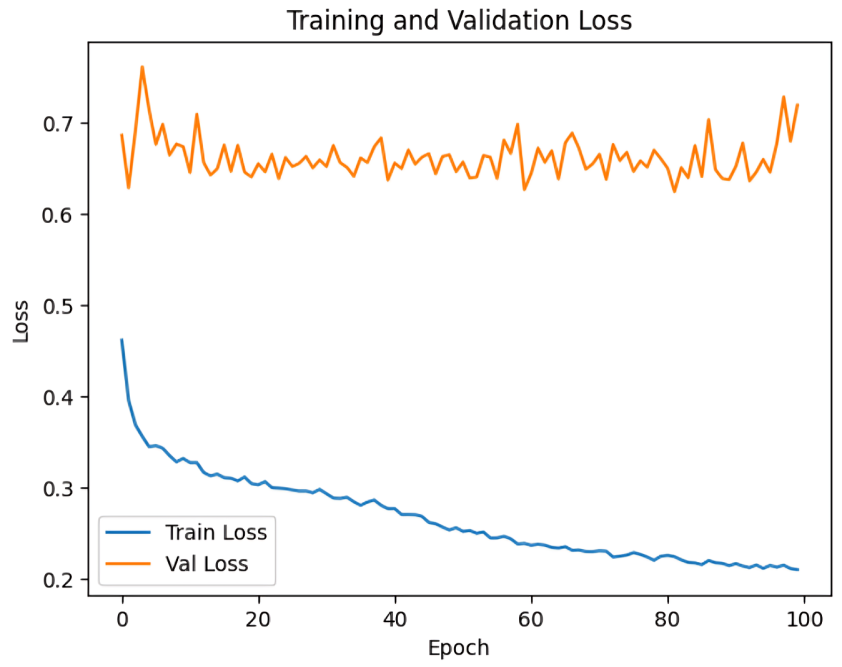 Training and Validation Loss
0.7
0.6
0.5
0.4
0.3
0.2
Loss
Train Loss
Val Loss
0 20 40 60 80 100
Epoch